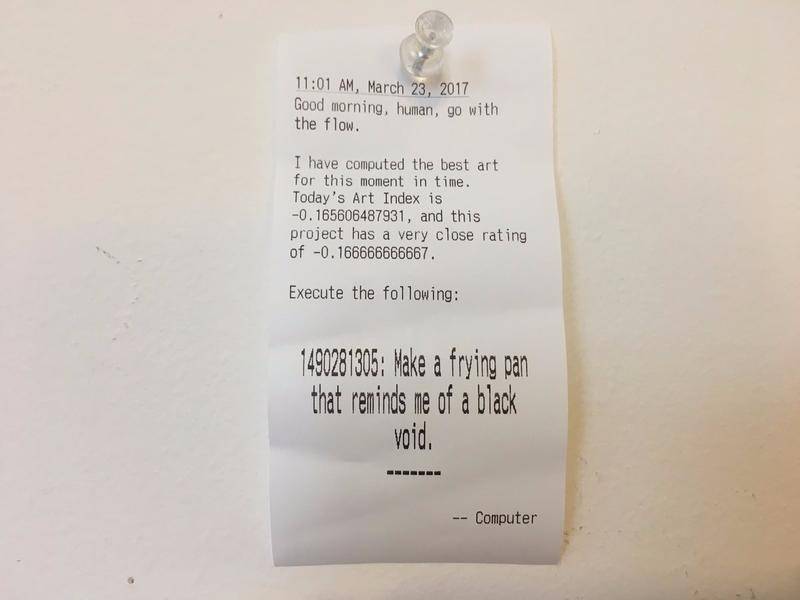 11:01 AM, March 23, 2017
Good morning, human, go with
the flow.
I have computed the best art
for this moment in time.
Today's Art Index is
-0.165606487931, and this
project has a very close rating
of -0.166666666667.
Execute the following:
1490281305: Make a frying pan
that reminds me of a black
void.
-------
-- Computer